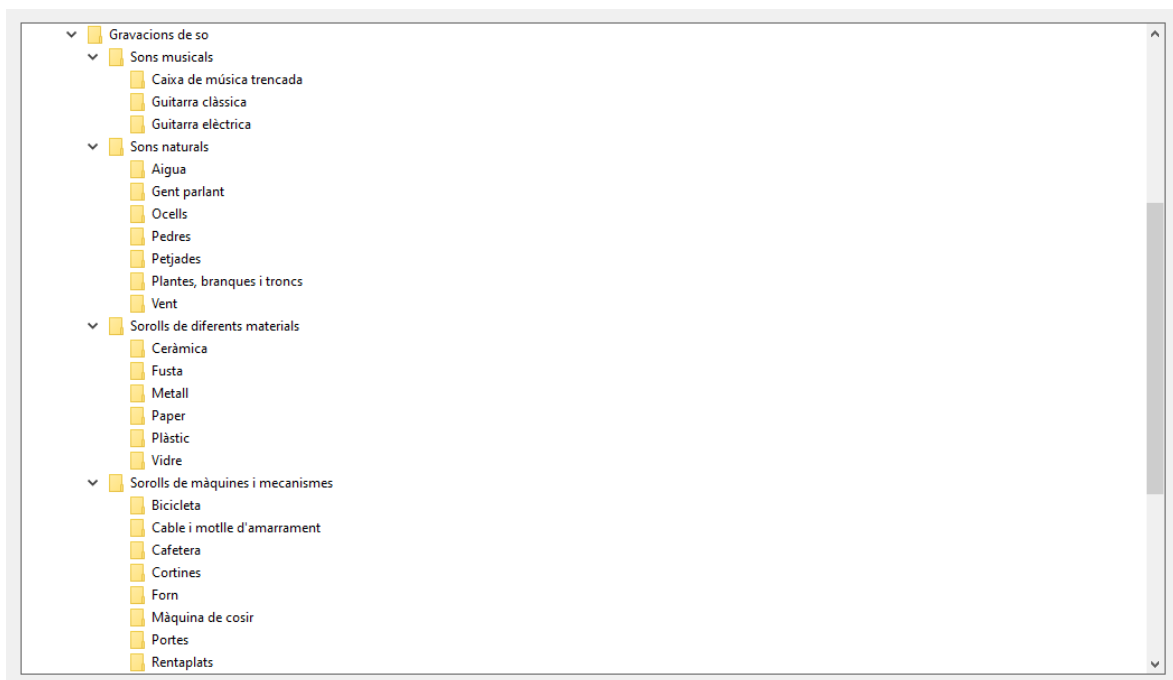 Gravacions de so
Sons musicals
Caixa de música trencada
Guitarra clàssica
Guitarra elèctrica
Sons naturals
Aigua
Gent parlant
Ocells
Pedres
Petjades
Plantes, branques i troncs
Vent
Sorolls de diferents materials
Ceràmica
Fusta
Metall
Paper
Plàstic
Vidre
Sorolls de màquines i mecanismes
Bicicleta
Cable i motlle d'amarrament
Cafetera
Cortines
Forn
Màquina de cosir
Portes
Rentaplats